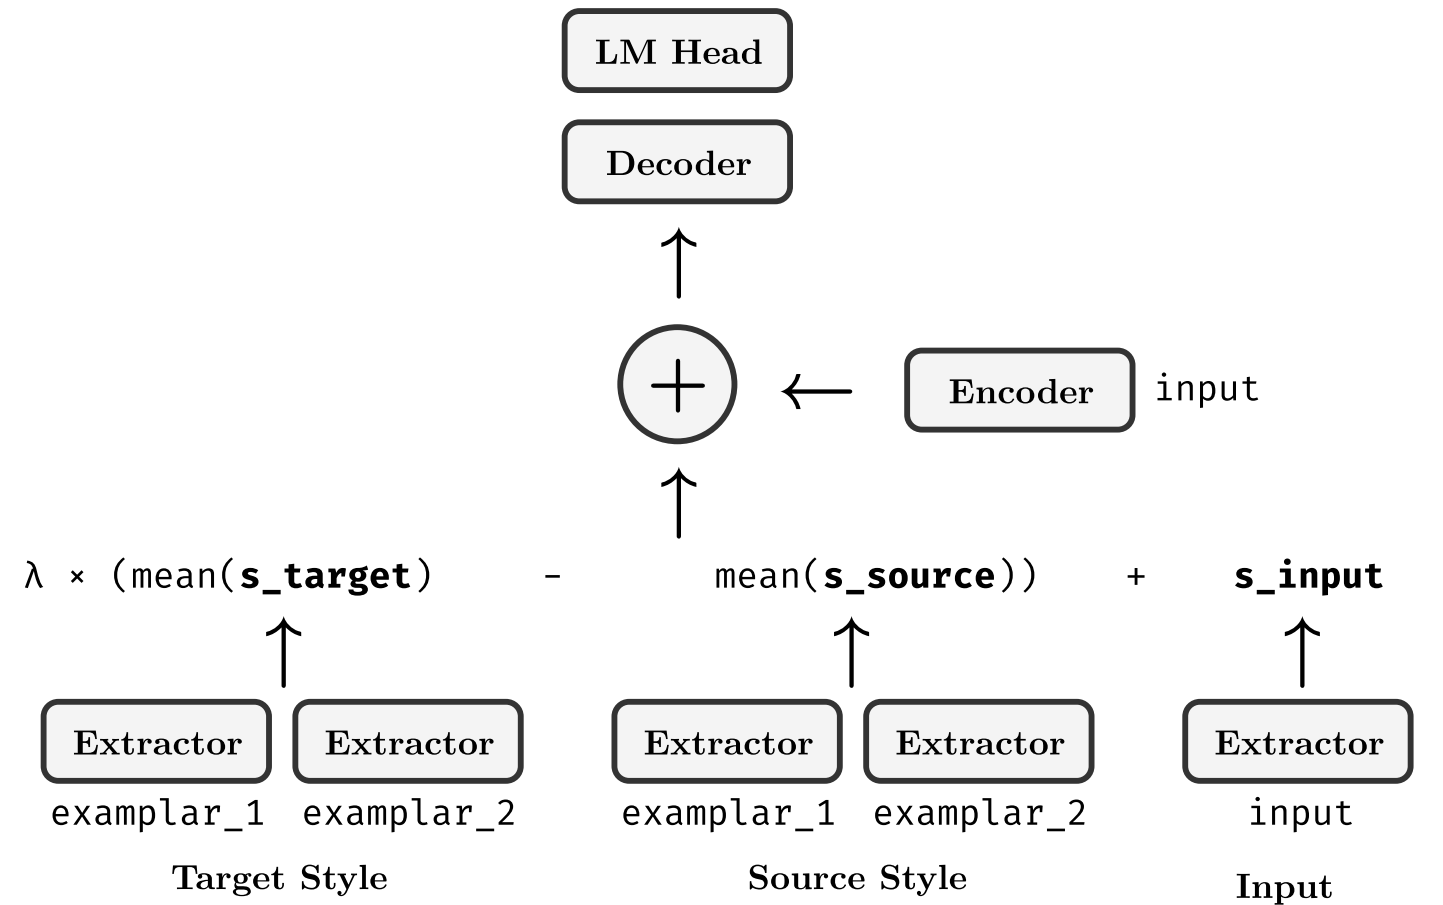 LM Head
Decoder
+
Encoder input
λ × (mean(s_target) – mean(s_source)) + s_input
Extractor Extractor Extractor Extractor Extractor
examplar_1 examplar_2 examplar_1 examplar_2 input
Target Style Source Style Input